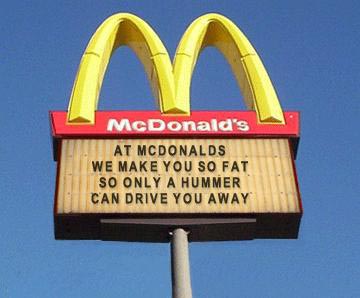 McDonald's
AT MCDONALDS
WE MAKE YOU SO FAT
SO ONLY A HUMMER
CAN DRIVE YOU AWAY